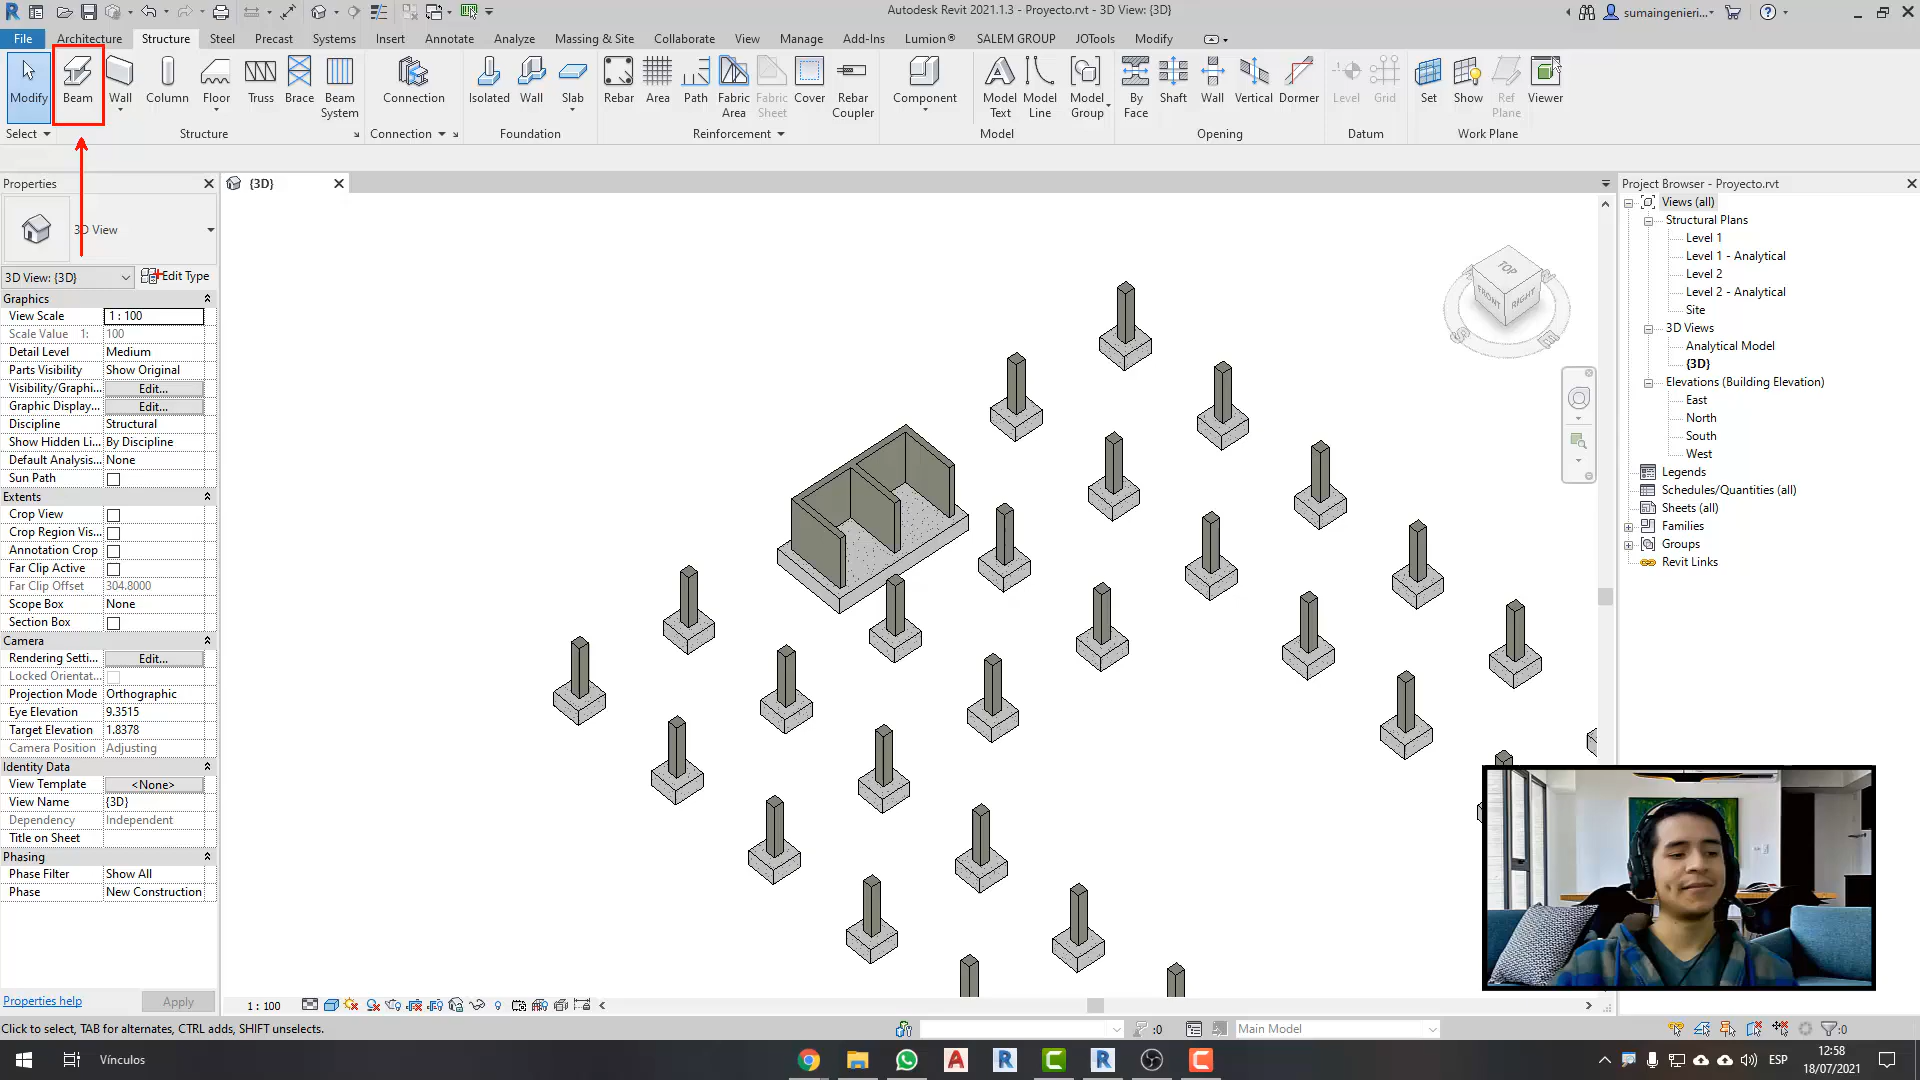 Autodesk Revit 2021.1.3 - Proyecto.rvt - 3D View: {3D}
sumaingenieri...
File Architecture Structure Steel Precast Systems Insert Annotate Analyze Massing & Site Collaborate View Manage Add-Ins Lumion® SALEM GROUP JOTools Modify
Modify Beam Wall Column Floor Truss Brace Beam System Connection Isolated Wall Slab Rebar Area Path Fabric Area Fabric Sheet Cover Rebar Coupler Component Model Text Model Line Model Group By Face Shaft Wall Vertical Dormer Level Grid Set Show Ref Plane Viewer
Select Structure Connection Foundation Reinforcement Model Opening Datum Work Plane
Properties
3D View
3D View: {3D} Edit Type
Graphics
View Scale 1 : 100
Scale Value 1: 100
Detail Level Medium
Parts Visibility Show Original
Visibility/Graphi... Edit...
Graphic Display... Edit...
Discipline Structural
Show Hidden Li... By Discipline
Default Analysis... None
Sun Path
Extents
Crop View
Crop Region Vis...
Annotation Crop
Far Clip Active
Far Clip Offset 304.8000
Scope Box None
Section Box
Camera
Rendering Setti... Edit...
Locked Orientat...
Projection Mode Orthographic
Eye Elevation 9.3515
Target Elevation 1.8378
Camera Position Adjusting
Identity Data
View Template <None>
View Name {3D}
Dependency Independent
Title on Sheet
Phasing
Phase Filter Show All
Phase New Construction
Properties help Apply
{3D}
TOP
FRONT RIGHT
1 : 100
Project Browser - Proyecto.rvt
Views (all)
Structural Plans
Level 1
Level 1 - Analytical
Level 2
Level 2 - Analytical
Site
3D Views
Analytical Model
{3D}
Elevations (Building Elevation)
East
North
South
West
Legends
Schedules/Quantities (all)
Sheets (all)
Families
Groups
Revit Links
Click to select, TAB for alternates, CTRL adds, SHIFT unselects.
:0
Main Model
:0
Vínculos
ESP
12:58
18/07/2021